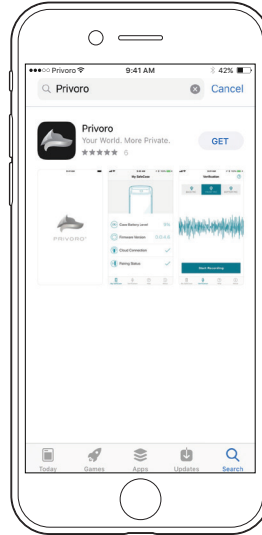 Privoro 9:41 AM 42%
Privoro Cancel
Privoro
Your World. More Private.
GET
6
PRIVORO
My SafeCase
Case Battery Level
Firmware Version
Cloud Connection
Pairing Status
Verification
Start Recording
Today Games Apps Updates Search